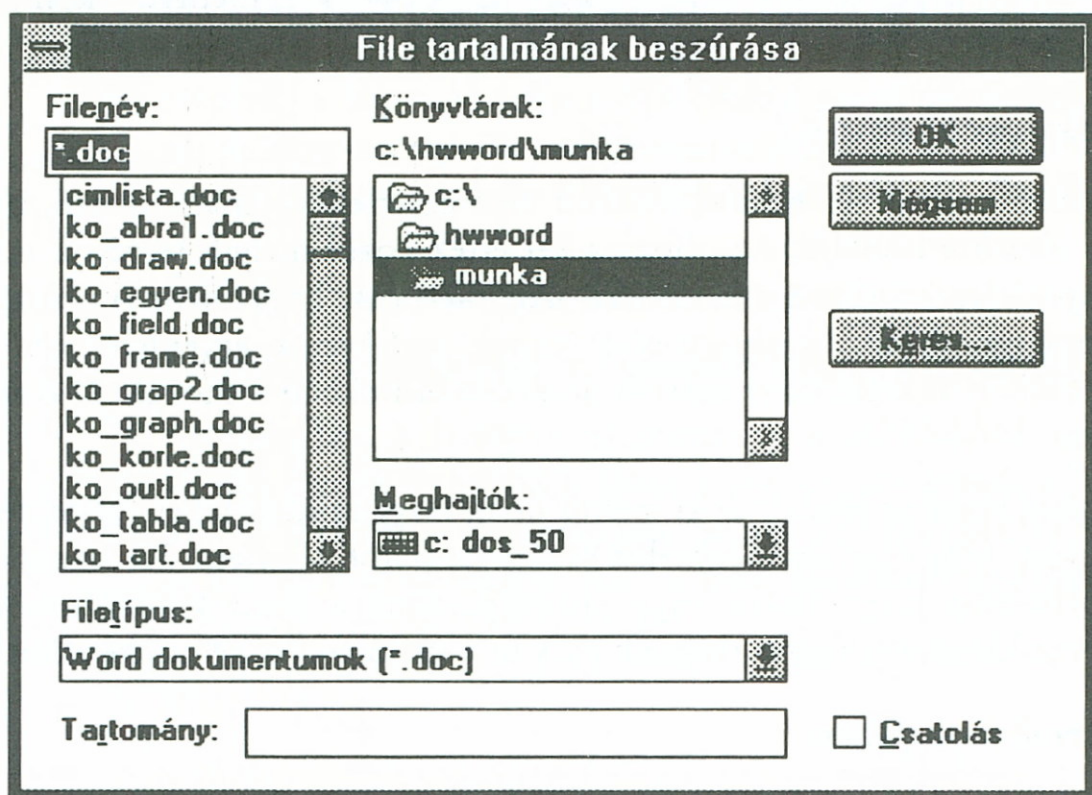 File tartalmának beszúrása
Filenév:
*.doc
cimlista.doc
ko_abra1.doc
ko_draw.doc
ko_egyen.doc
ko_field.doc
ko_frame.doc
ko_grap2.doc
ko_graph.doc
ko_korle.doc
ko_outl.doc
ko_tabla.doc
ko_tart.doc
Könyvtárak:
c:\hwword\munka
c:\
hwword
munka
Meghajtók:
c: dos_50
Filetípus:
Word dokumentumok (*.doc)
Tartomány:
OK
Mégsem
Keres...
Csatolás